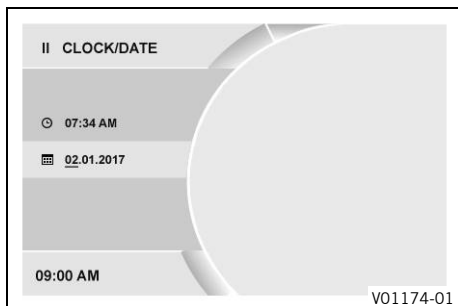 II CLOCK/DATE
07:34 AM
02.01.2017
09:00 AM
V01174-01